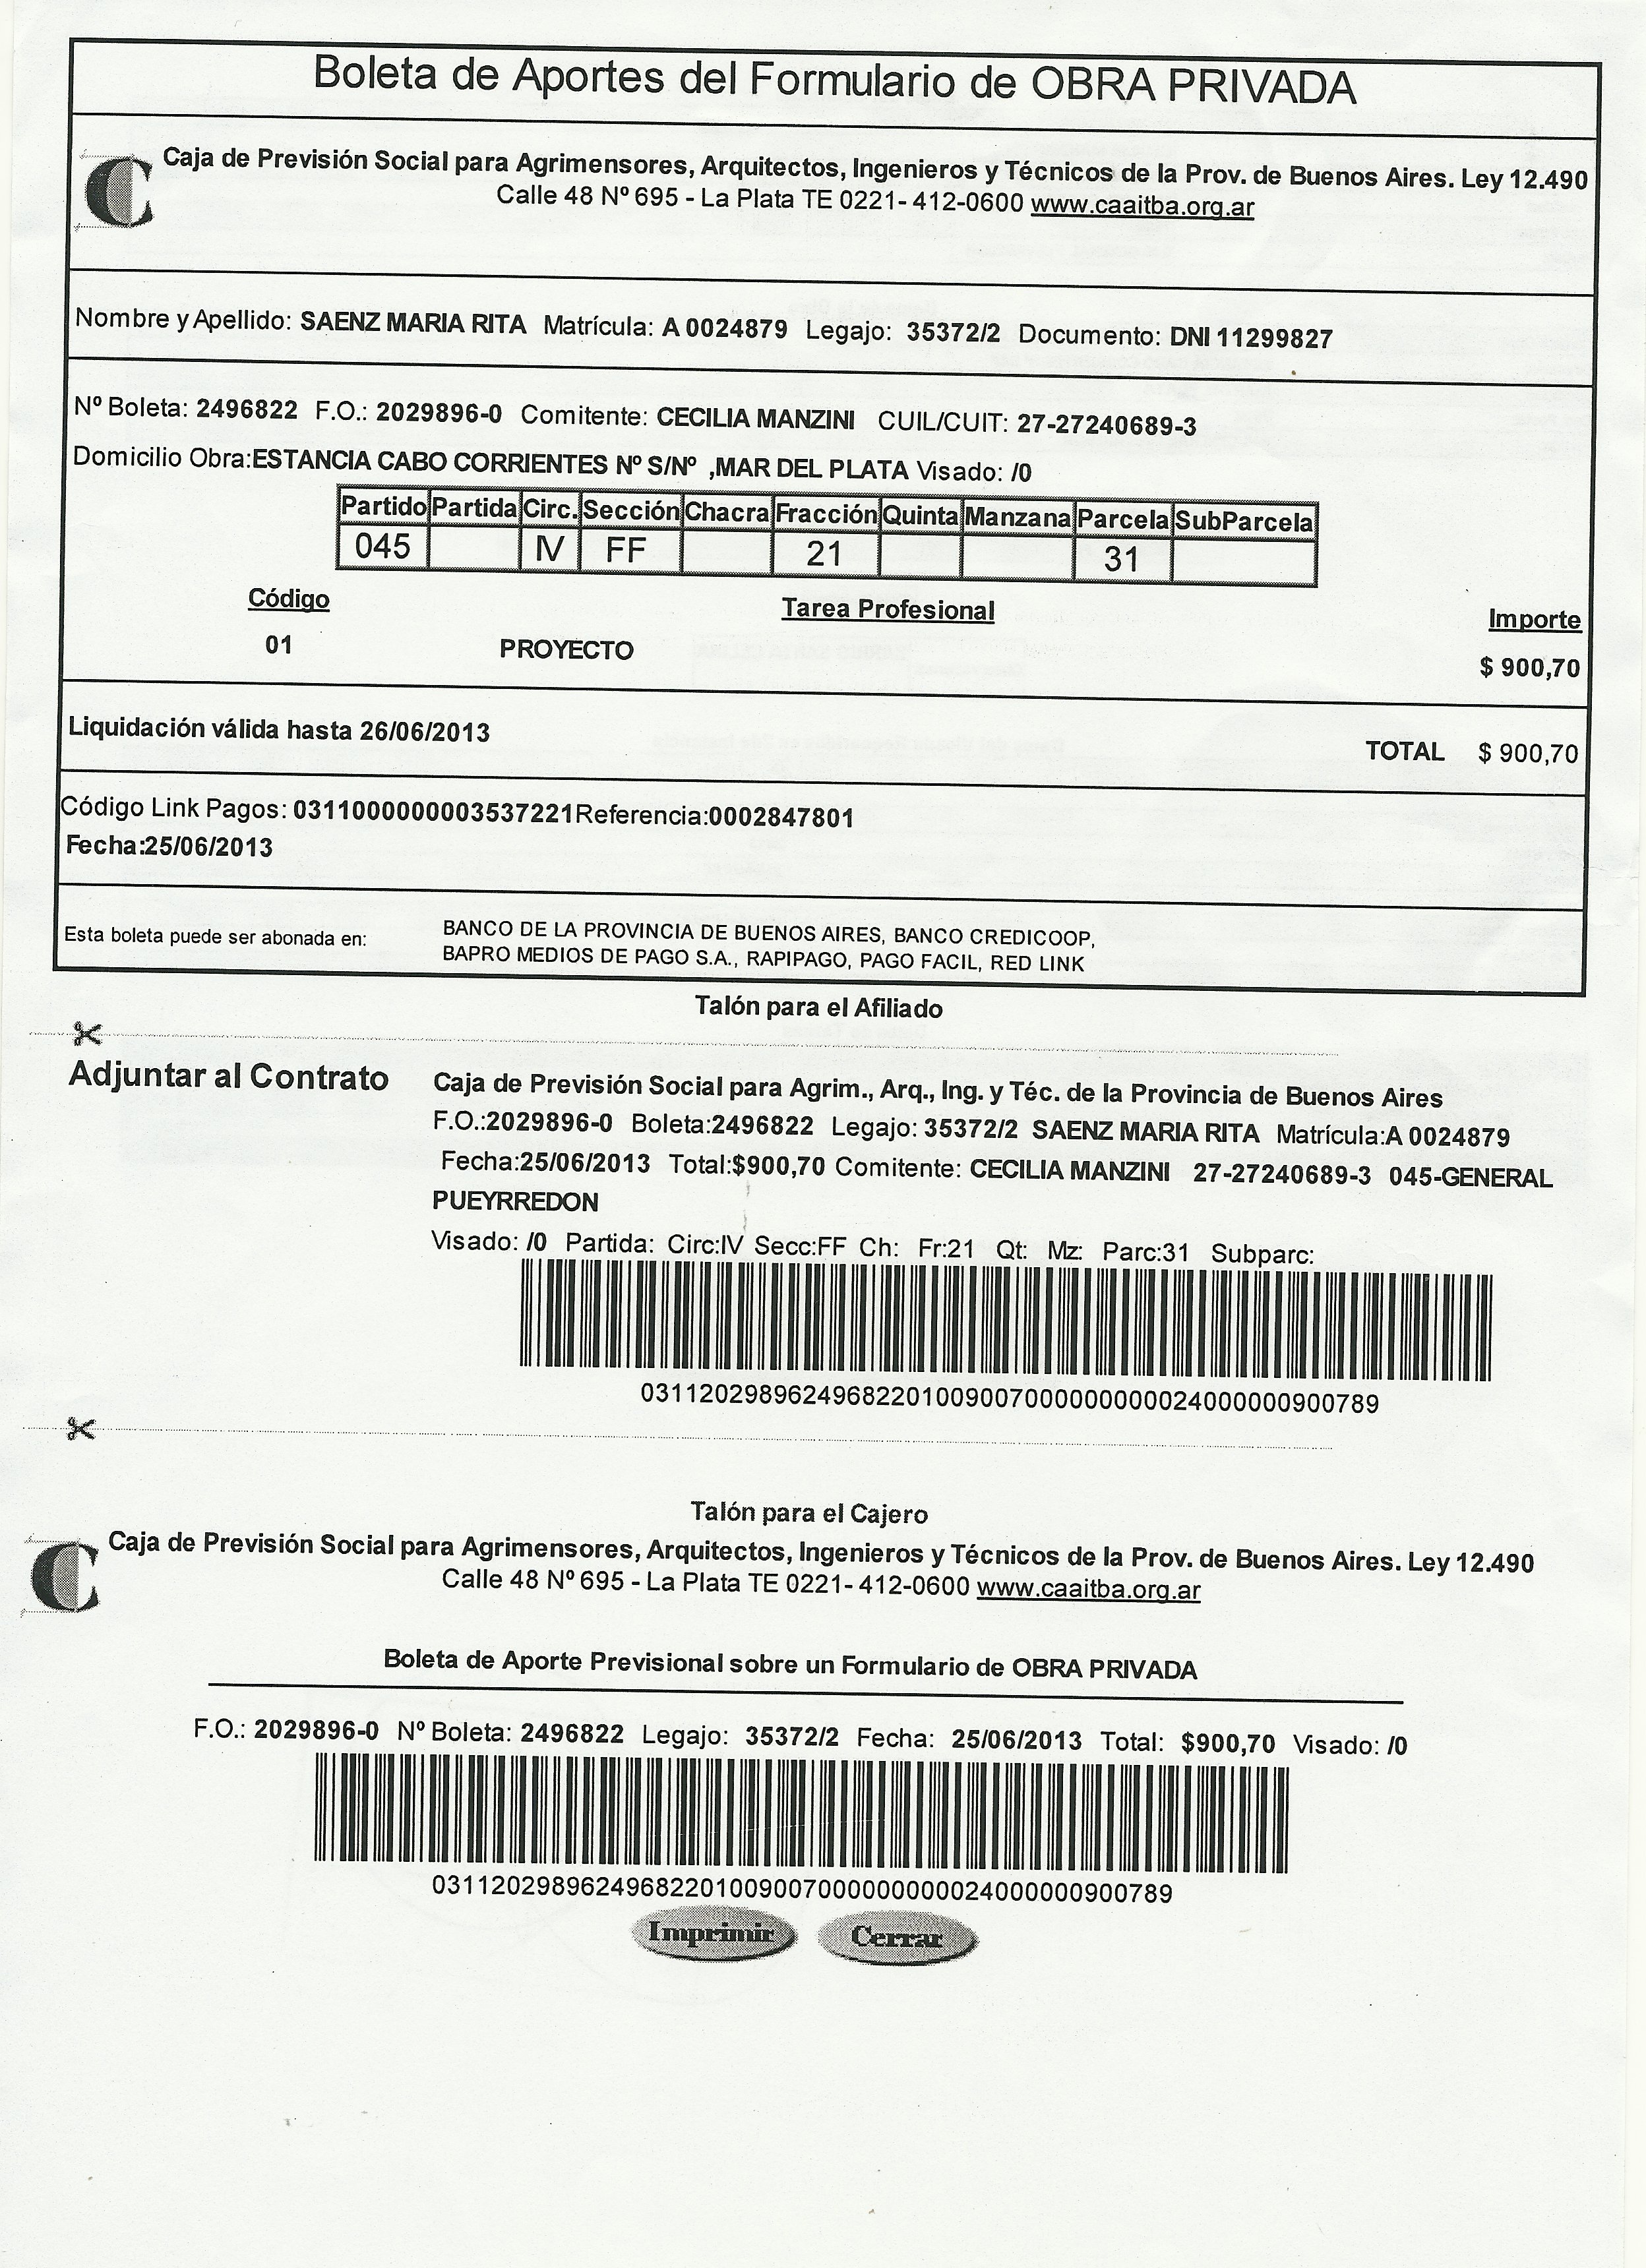 Boleta de Aportes del Formulario de OBRA PRIVADA
C
Caja de Previsión Social para Agrimensores, Arquitectos, Ingenieros y Técnicos de la Prov. de Buenos Aires. Ley 12.490
Calle 48 Nº 695 - La Plata TE 0221- 412-0600 www.caaitba.org.ar
Nombre y Apellido: SAENZ MARIA RITA Matrícula: A 0024879 Legajo: 35372/2 Documento: DNI 11299827
Nº Boleta: 2496822 F.O.: 2029896-0 Comitente: CECILIA MANZINI CUIL/CUIT: 27-27240689-3
Domicilio Obra:ESTANCIA CABO CORRIENTES Nº S/Nº ,MAR DEL PLATA Visado: /0
Partido Partida Circ. Sección Chacra Fracción Quinta Manzana Parcela SubParcela
045 IV FF 21 31
Código Tarea Profesional Importe
01 PROYECTO $ 900,70
Liquidación válida hasta 26/06/2013 TOTAL $ 900,70
Código Link Pagos: 0311000000003537221Referencia:0002847801
Fecha:25/06/2013
Esta boleta puede ser abonada en: BANCO DE LA PROVINCIA DE BUENOS AIRES, BANCO CREDICOOP,
BAPRO MEDIOS DE PAGO S.A., RAPIPAGO, PAGO FACIL, RED LINK
Talón para el Afiliado
Adjuntar al Contrato Caja de Previsión Social para Agrim., Arq., Ing. y Téc. de la Provincia de Buenos Aires
F.O.:2029896-0 Boleta:2496822 Legajo: 35372/2 SAENZ MARIA RITA Matrícula:A 0024879
Fecha:25/06/2013 Total:$900,70 Comitente: CECILIA MANZINI 27-27240689-3 045-GENERAL
PUEYRREDON
Visado: /0 Partida: Circ:IV Secc:FF Ch: Fr:21 Qt: Mz: Parc:31 Subparc:
031120298962496822010090070000000000024000000900789
Talón para el Cajero
C
Caja de Previsión Social para Agrimensores, Arquitectos, Ingenieros y Técnicos de la Prov. de Buenos Aires. Ley 12.490
Calle 48 Nº 695 - La Plata TE 0221- 412-0600 www.caaitba.org.ar
Boleta de Aporte Previsional sobre un Formulario de OBRA PRIVADA
F.O.: 2029896-0 Nº Boleta: 2496822 Legajo: 35372/2 Fecha: 25/06/2013 Total: $900,70 Visado: /0
031120298962496822010090070000000000024000000900789
Imprimir Cerrar